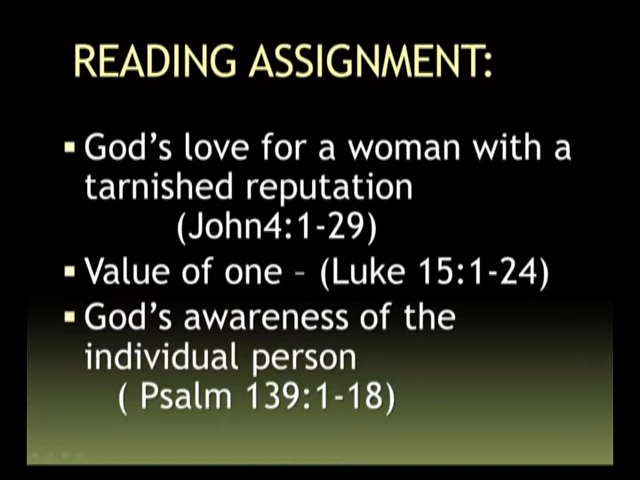 READING ASSIGNMENT:
▪ God's love for a woman with a
tarnished reputation
(John4:1-29)
▪ Value of one – (Luke 15:1-24)
▪ God's awareness of the
individual person
( Psalm 139:1-18)